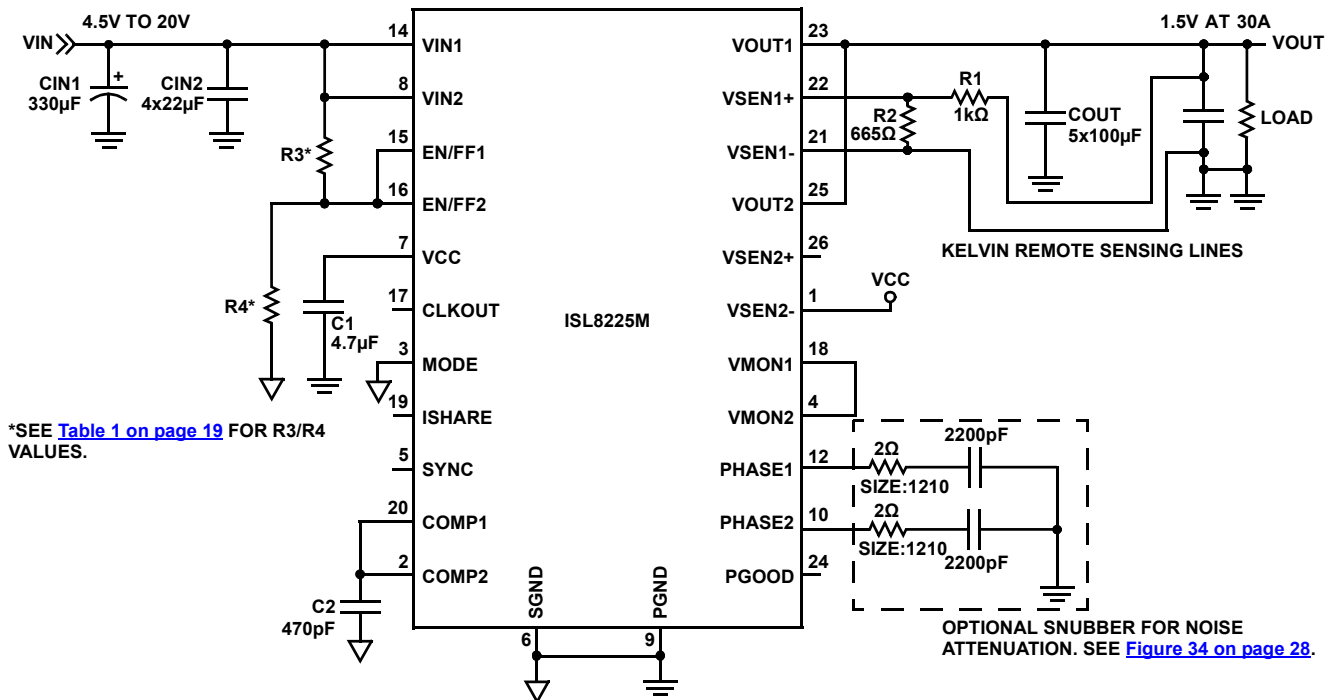 4.5V TO 20V
VIN
CIN1
330µF
+
CIN2
4x22µF
R3*
R4*
C1
4.7µF
C2
470pF
*SEE Table 1 on page 19 FOR R3/R4
VALUES.
14 VIN1
8 VIN2
15 EN/FF1
16 EN/FF2
7 VCC
17 CLKOUT
3 MODE
19 ISHARE
5 SYNC
20 COMP1
2 COMP2
ISL8225M
SGND
6
PGND
9
VOUT1 23
VSEN1+ 22
VSEN1- 21
VOUT2 25
VSEN2+ 26
VSEN2- 1
VMON1 18
VMON2 4
PHASE1 12
PHASE2 10
PGOOD 24
1.5V AT 30A
VOUT
R1
1kΩ
R2
665Ω
COUT
5x100µF
LOAD
KELVIN REMOTE SENSING LINES
VCC
2200pF
2Ω
SIZE:1210
2Ω
SIZE:1210
2200pF
OPTIONAL SNUBBER FOR NOISE
ATTENUATION. SEE Figure 34 on page 28.